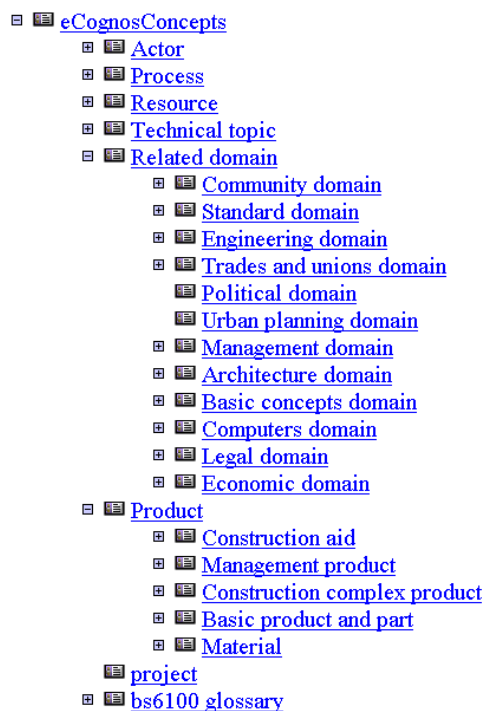 eCognosConcepts
Actor
Process
Resource
Technical topic
Related domain
Community domain
Standard domain
Engineering domain
Trades and unions domain
Political domain
Urban planning domain
Management domain
Architecture domain
Basic concepts domain
Computers domain
Legal domain
Economic domain
Product
Construction aid
Management product
Construction complex product
Basic product and part
Material
project
bs6100 glossary